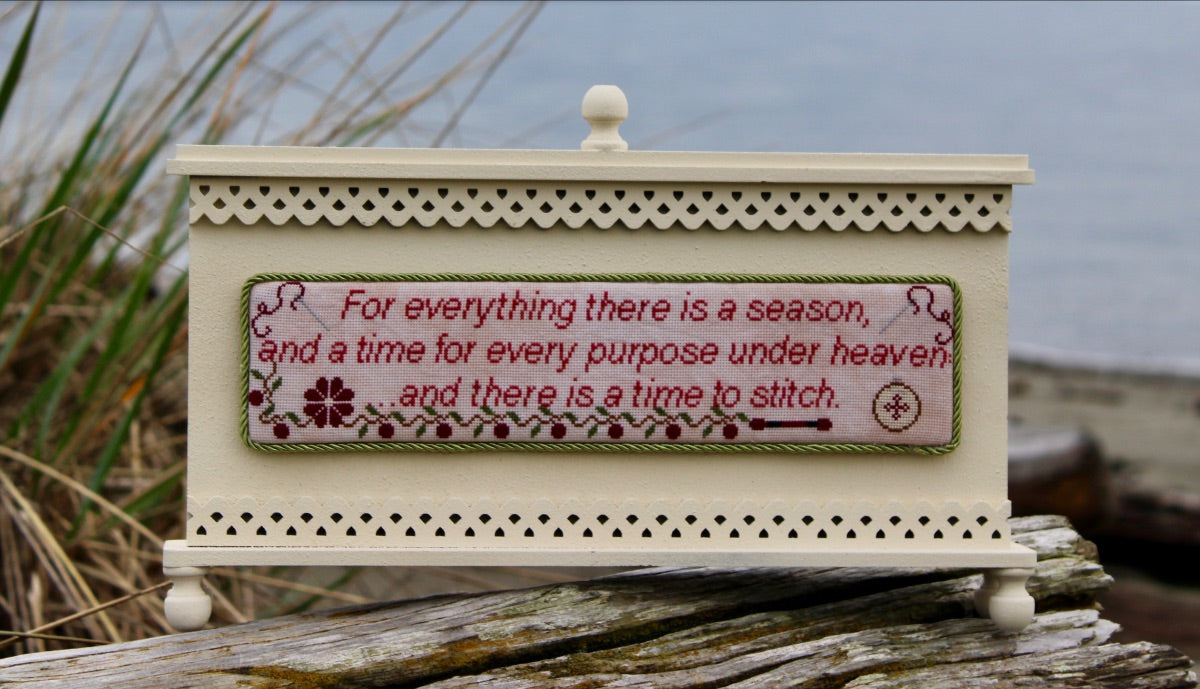 For everything there is a season,
and a time for every purpose under heaven:
...and there is a time to stitch.